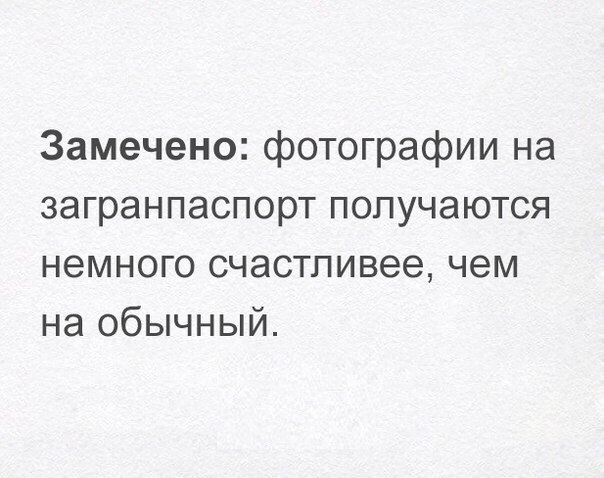 Замечено: фотографии на
загранпаспорт получаются
немного счастливее, чем
на обычный.